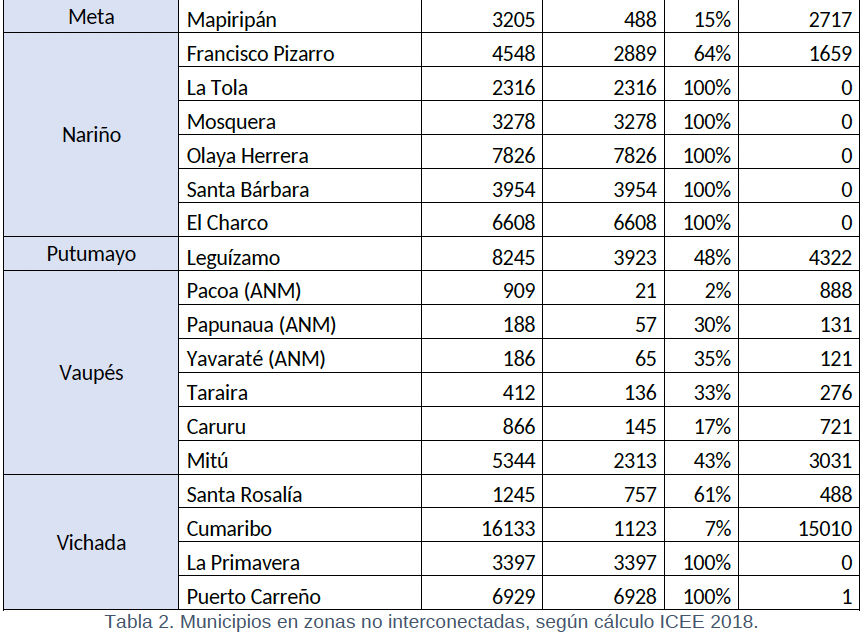 Meta Mapiripán 3205 488 15% 2717
Francisco Pizarro 4548 2889 64% 1659
La Tola 2316 2316 100% 0
Mosquera 3278 3278 100% 0
Nariño
Olaya Herrera 7826 7826 100% 0
Santa Bárbara 3954 3954 100% 0
El Charco 6608 6608 100% 0
Putumayo Leguízamo 8245 3923 48% 4322
Pacoa (ANM) 909 21 2% 888
Papunaua (ANM) 188 57 30% 131
Yavaraté (ANM) 186 65 35% 121
Vaupés
Taraira 412 136 33% 276
Caruru 866 145 17% 721
Mitú 5344 2313 43% 3031
Santa Rosalía 1245 757 61% 488
Cumaribo 16133 1123 7% 15010
Vichada
La Primavera 3397 3397 100% 0
Puerto Carreño 6929 6928 100% 1
Tabla 2. Municipios en zonas no interconectadas, según cálculo ICEE 2018.